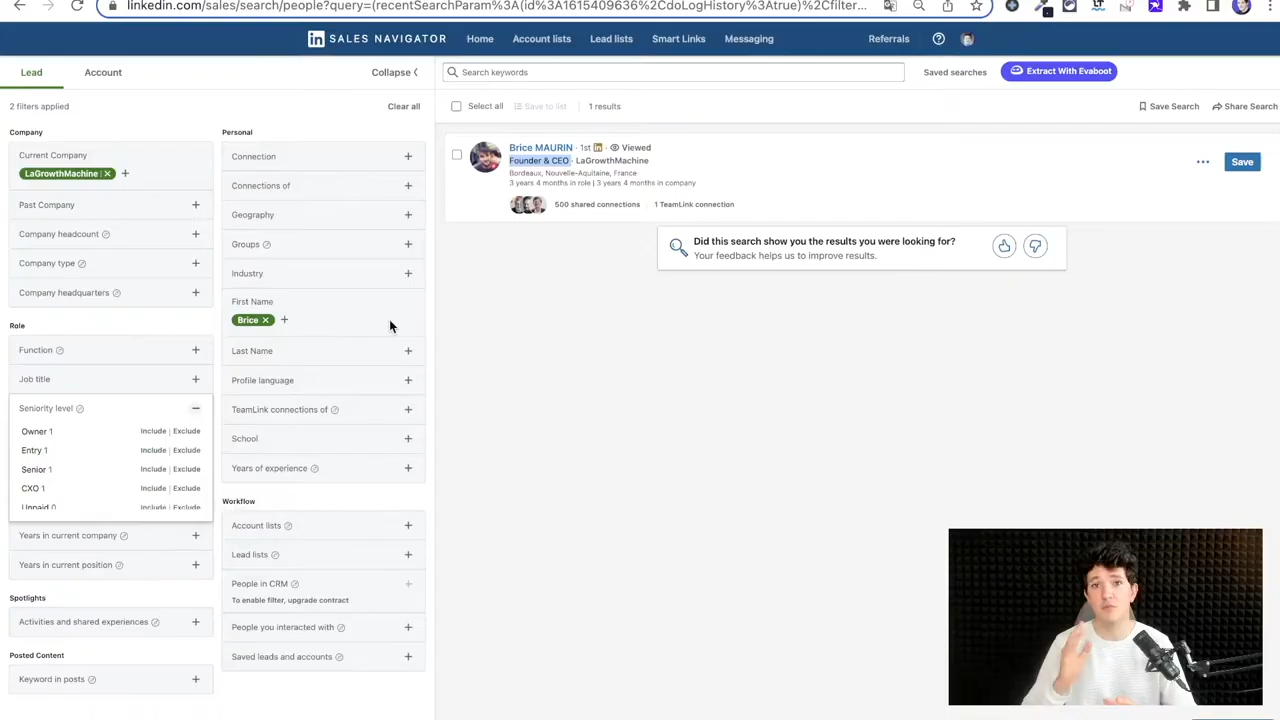 linkedin.com/sales/search/people?query=(recentSearchParam%3A(id%3A1615409636%2CdoLogHistory%3Atrue)%2Cfilter...
in SALES NAVIGATOR Home Account lists Lead lists Smart Links Messaging Referrals
Lead Account Collapse
2 filters applied Clear all
Company
Current Company
LaGrowthMachine
Past Company
Company headcount
Company type
Company headquarters
Role
Function
Job title
Seniority level
Owner 1 Include | Exclude
Entry 1 Include | Exclude
Senior 1 Include | Exclude
CXO 1 Include | Exclude
Unpaid 0 Include | Exclude
Years in current company
Years in current position
Spotlights
Activities and shared experiences
Posted Content
Keyword in posts
Personal
Connection
Connections of
Geography
Groups
Industry
First Name
Brice
Last Name
Profile language
TeamLink connections of
School
Years of experience
Workflow
Account lists
Lead lists
People in CRM
To enable filter, upgrade contract
People you interacted with
Saved leads and accounts
Search keywords
Saved searches
Extract With Evaboot
Select all Save to list 1 results
Save Search Share Search
Brice MAURIN · 1st in Viewed
Founder & CEO · LaGrowthMachine
Bordeaux, Nouvelle-Aquitaine, France
3 years 4 months in role | 3 years 4 months in company
500 shared connections 1 TeamLink connection
Save
Did this search show you the results you were looking for?
Your feedback helps us to improve results.